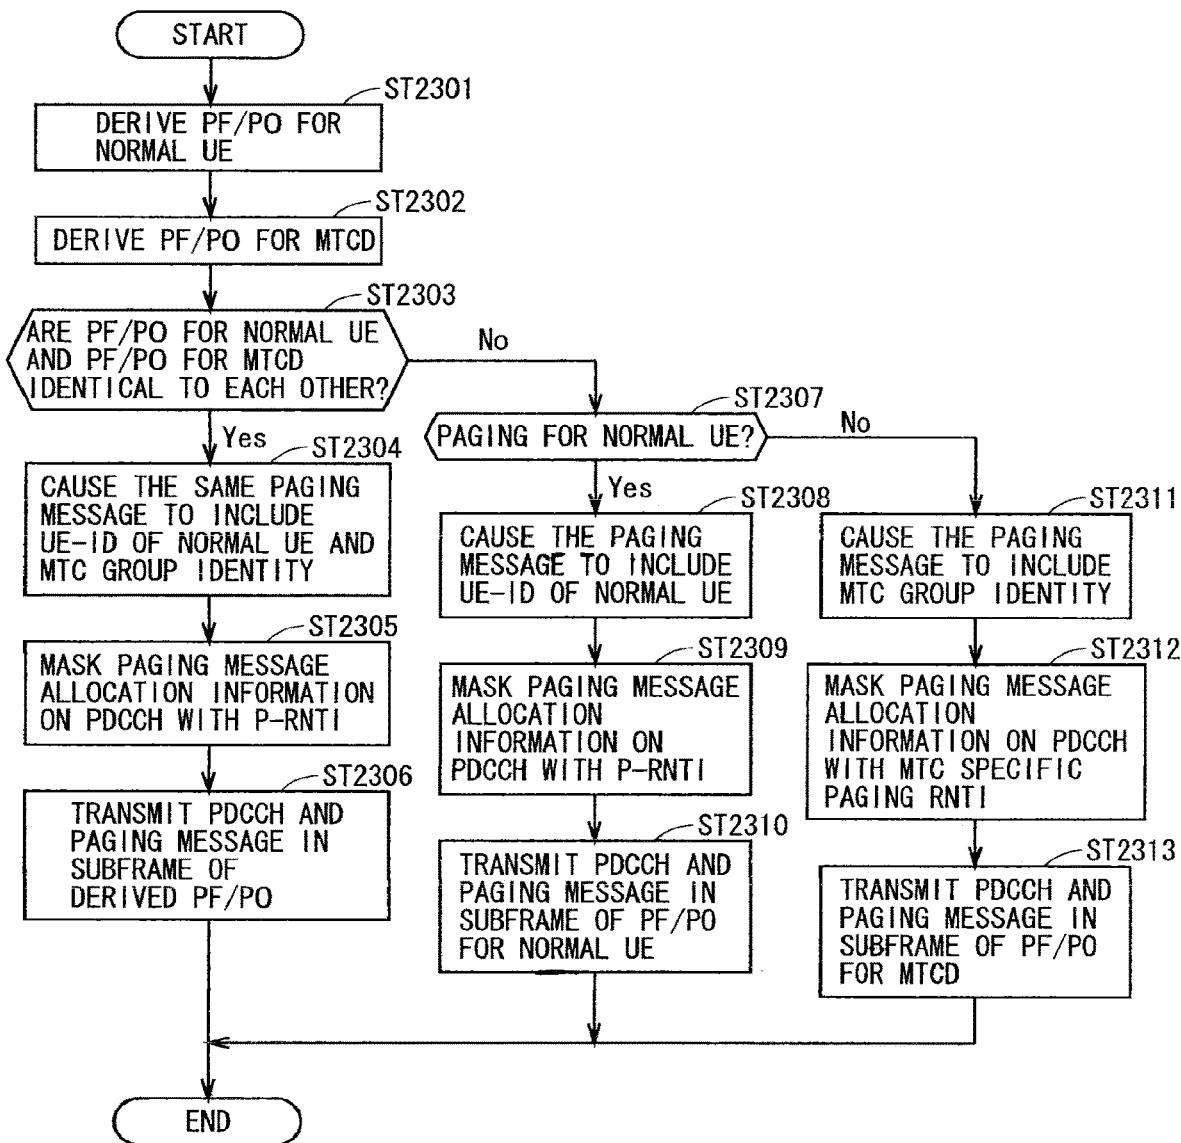 START
ST2301
DERIVE PF/PO FOR
NORMAL UE
ST2302
DERIVE PF/PO FOR MTCD
ST2303
ARE PF/PO FOR NORMAL UE
AND PF/PO FOR MTCD
IDENTICAL TO EACH OTHER?
No
Yes
ST2304
CAUSE THE SAME PAGING
MESSAGE TO INCLUDE
UE-ID OF NORMAL UE AND
MTC GROUP IDENTITY
ST2305
MASK PAGING MESSAGE
ALLOCATION INFORMATION
ON PDCCH WITH P-RNTI
ST2306
TRANSMIT PDCCH AND
PAGING MESSAGE IN
SUBFRAME OF
DERIVED PF/PO
ST2307
PAGING FOR NORMAL UE?
No
Yes
ST2308
CAUSE THE PAGING
MESSAGE TO INCLUDE
UE-ID OF NORMAL UE
ST2309
MASK PAGING MESSAGE
ALLOCATION
INFORMATION ON
PDCCH WITH P-RNTI
ST2310
TRANSMIT PDCCH AND
PAGING MESSAGE IN
SUBFRAME OF PF/PO
FOR NORMAL UE
ST2311
CAUSE THE PAGING
MESSAGE TO INCLUDE
MTC GROUP IDENTITY
ST2312
MASK PAGING MESSAGE
ALLOCATION
INFORMATION ON PDCCH
WITH MTC SPECIFIC
PAGING RNTI
ST2313
TRANSMIT PDCCH AND
PAGING MESSAGE IN
SUBFRAME OF PF/PO
FOR MTCD
END